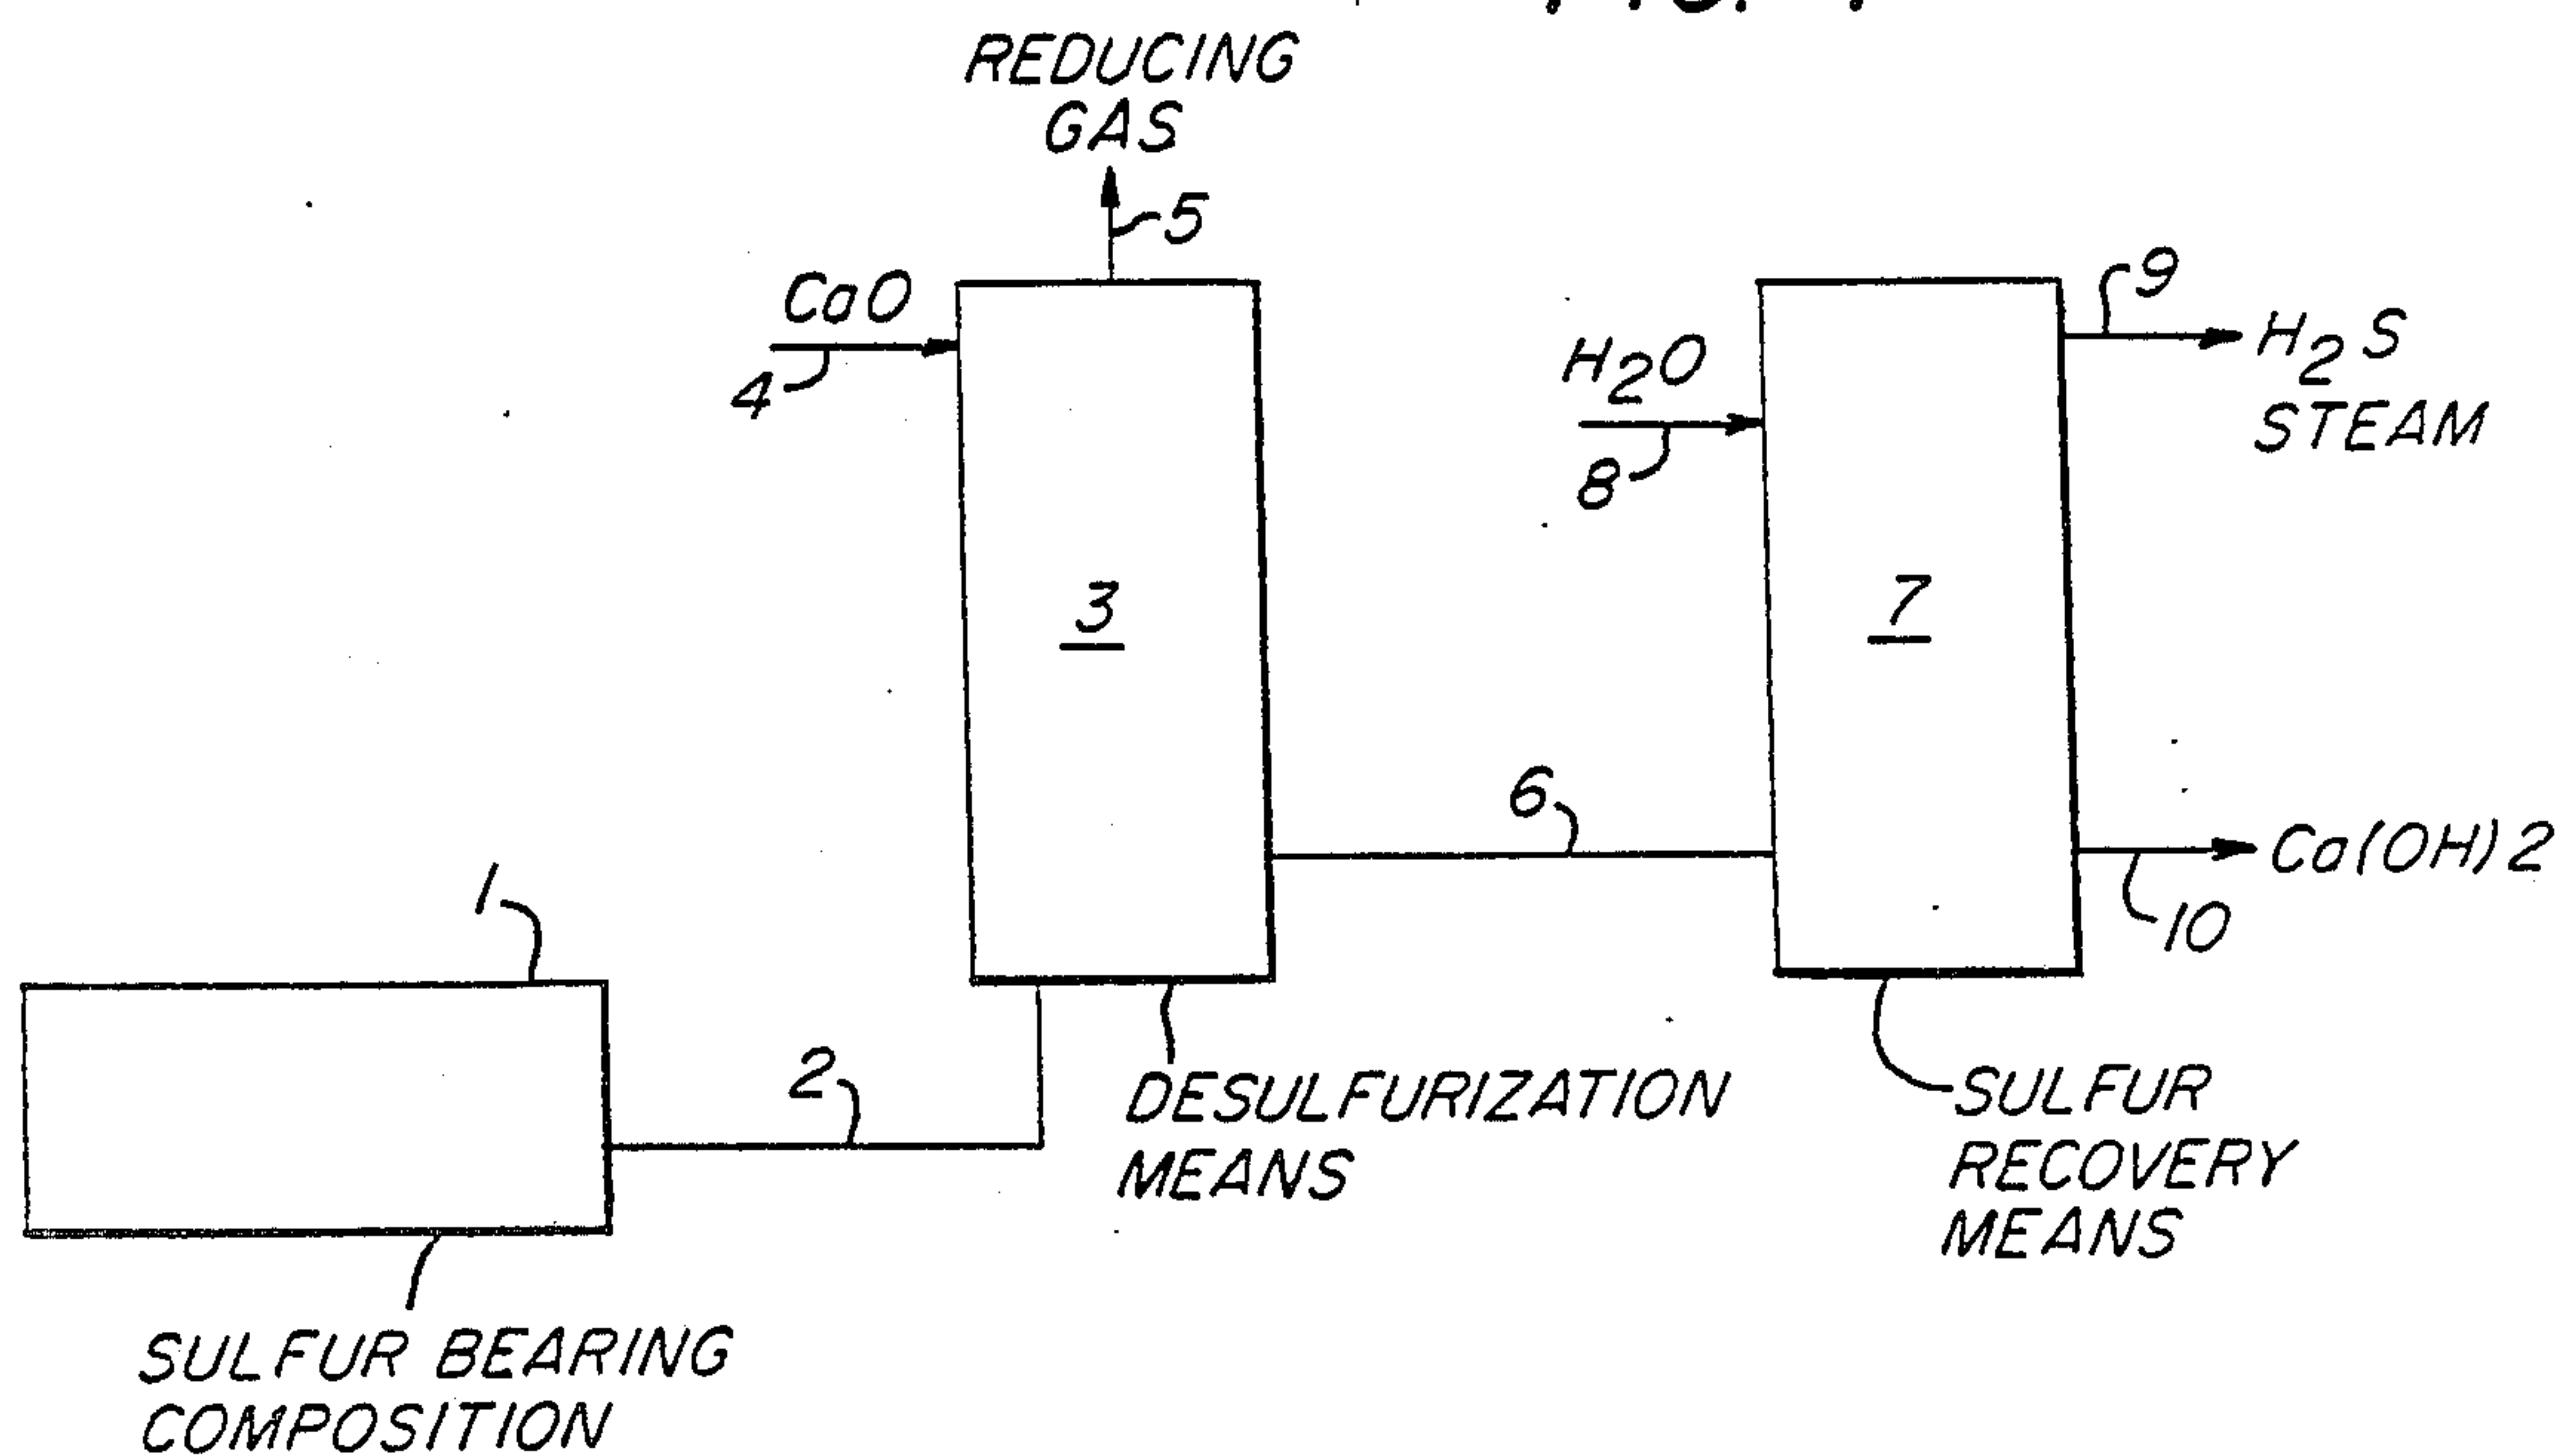 REDUCING
GAS
5
CaO
4
9
H2S
STEAM
H2O
8
3
7
6
Ca(OH)2
10
1
2
DESULFURIZATION
MEANS
SULFUR
RECOVERY
MEANS
SULFUR BEARING
COMPOSITION